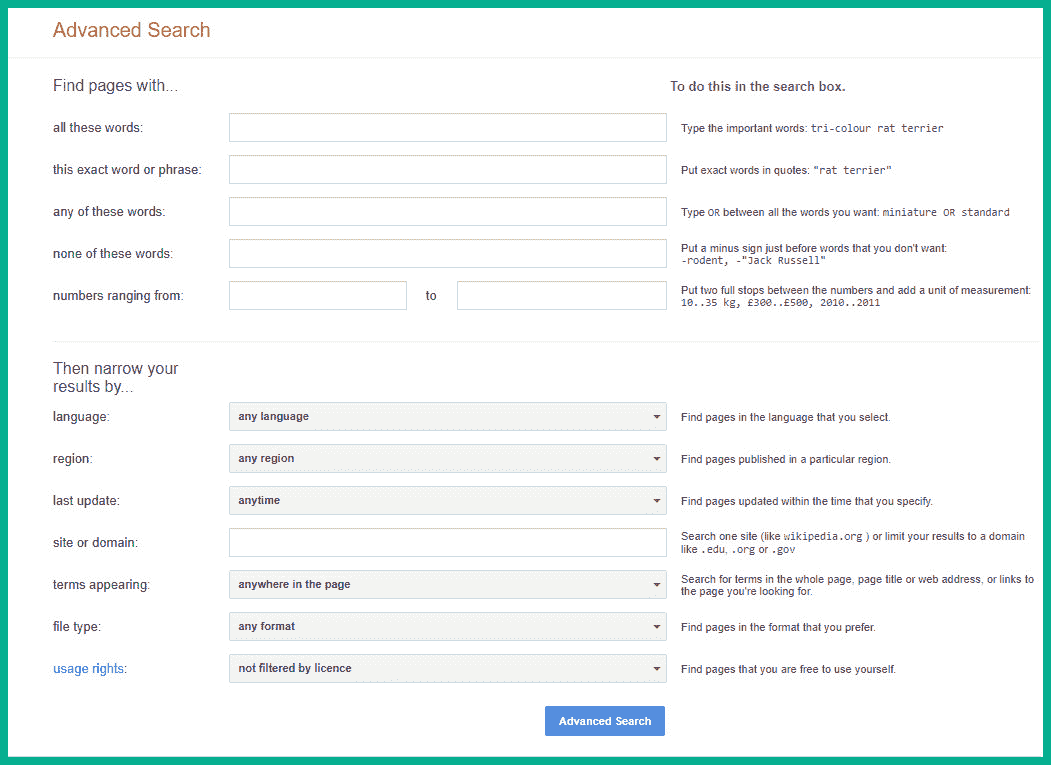 Advanced Search
Find pages with...
To do this in the search box.
all these words:
Type the important words: tri-colour rat terrier
this exact word or phrase:
Put exact words in quotes: "rat terrier"
any of these words:
Type OR between all the words you want: miniature OR standard
none of these words:
Put a minus sign just before words that you don't want:
-rodent, -"Jack Russell"
numbers ranging from:
to
Put two full stops between the numbers and add a unit of measurement:
10..35 kg, £300..£500, 2010..2011
Then narrow your
results by...
language:
any language
Find pages in the language that you select.
region:
any region
Find pages published in a particular region.
last update:
anytime
Find pages updated within the time that you specify.
site or domain:
Search one site (like wikipedia.org ) or limit your results to a domain
like .edu, .org or .gov
terms appearing:
anywhere in the page
Search for terms in the whole page, page title or web address, or links to
the page you're looking for.
file type:
any format
Find pages in the format that you prefer.
usage rights:
not filtered by licence
Find pages that you are free to use yourself.
Advanced Search